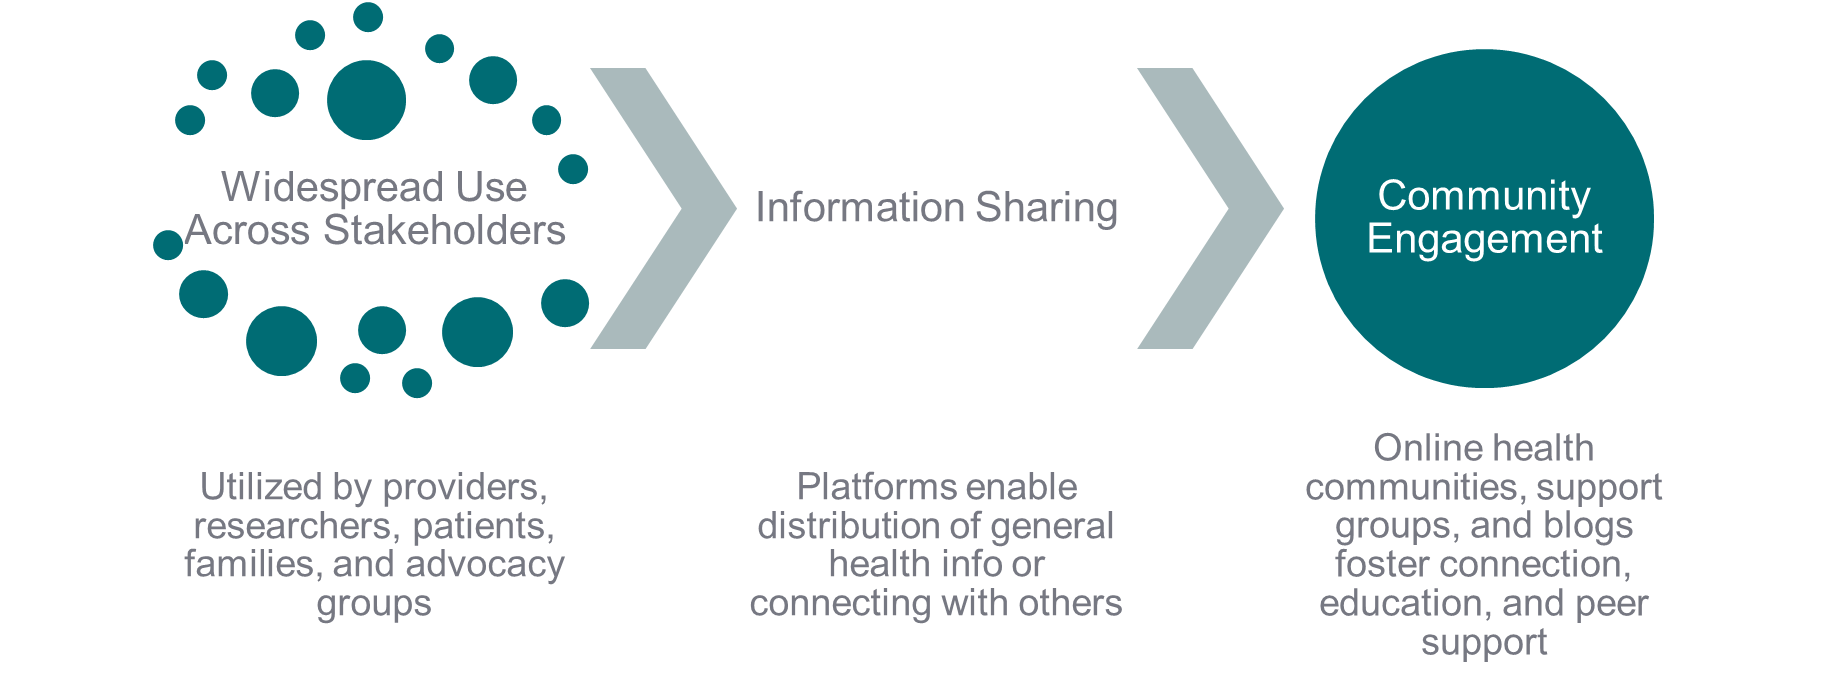 Widespread Use
Across Stakeholders
Information Sharing
Community
Engagement
Utilized by providers,
researchers, patients,
families, and advocacy
groups
Platforms enable
distribution of general
health info or
connecting with others
Online health
communities, support
groups, and blogs
foster connection,
education, and peer
support